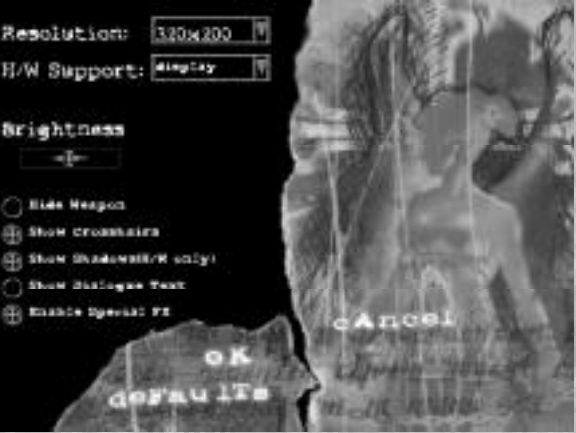 Resolution: 320x200
H/W Support: display
Brightness
Hide Weapon
Show Crosshairs
Show Shadows(H/W only)
Show Dialogue Text
Enable Special FX
cAncel
oK
deFaulTs